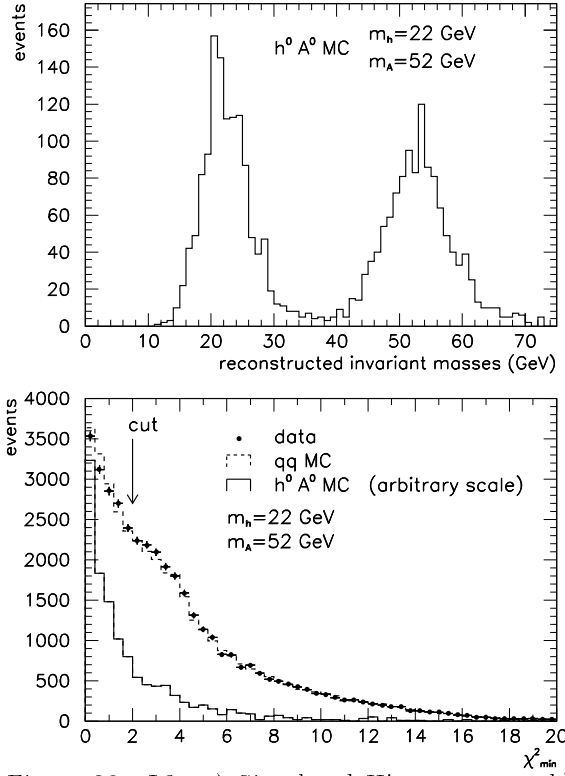 events
160
140
120
100
80
60
40
20
0
h⁰ A⁰ MC
mₕ=22 GeV
m_A=52 GeV
0 10 20 30 40 50 60 70
reconstructed invariant masses (GeV)
events
4000
3500
3000
2500
2000
1500
1000
500
0
cut
data
qq MC
h⁰ A⁰ MC (arbitrary scale)
mₕ=22 GeV
m_A=52 GeV
0 2 4 6 8 10 12 14 16 18 20
χ²min